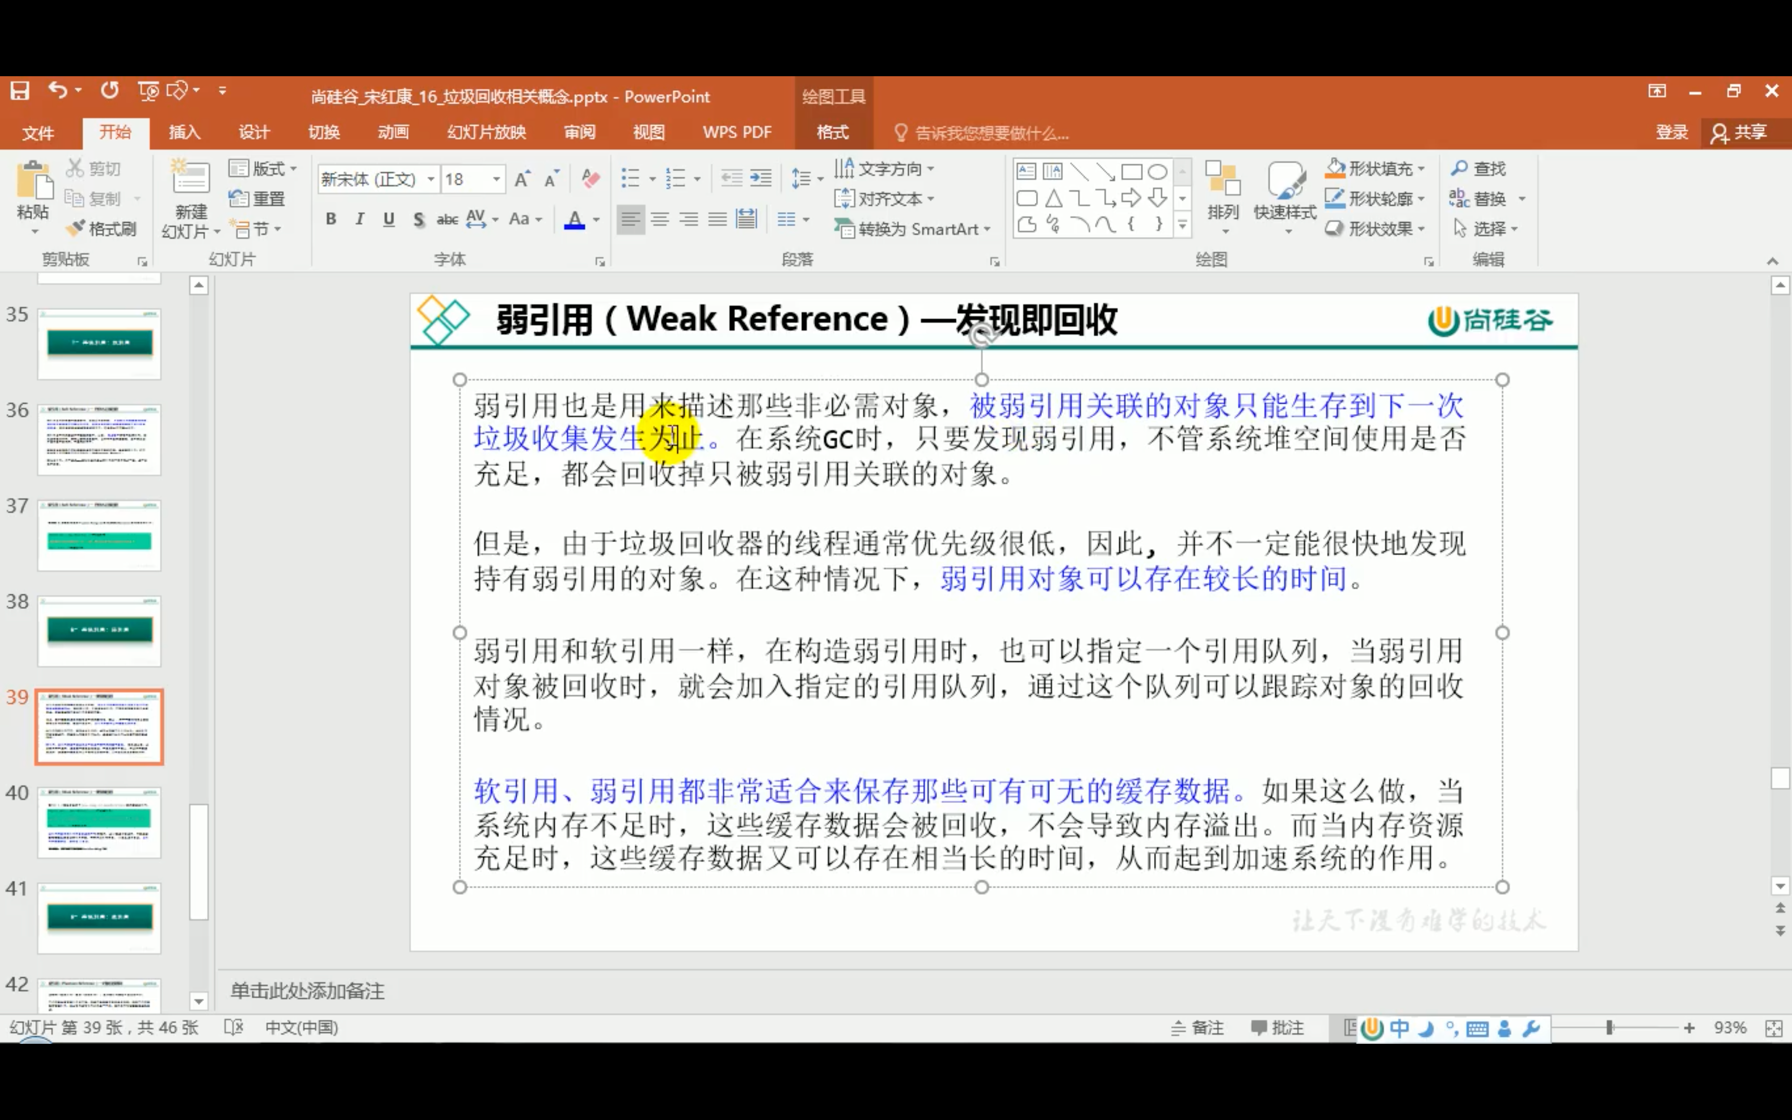 尚硅谷_宋红康_16_垃圾回收相关概念.pptx - PowerPoint
绘图工具
文件 开始 插入 设计 切换 动画 幻灯片放映 审阅 视图 WPS PDF 格式 告诉我您想要做什么... 登录 共享
粘贴 剪切 复制 格式刷 剪贴板
新建幻灯片 版式 重置 节 幻灯片
新宋体 (正文) 18
B I U S abc AV Aa A
字体
文字方向
对齐文本
转换为 SmartArt
段落
排列 快速样式 形状填充 形状轮廓 形状效果
绘图
查找
替换
选择
编辑
35
36
37
38
39
40
41
42
弱引用（Weak Reference）—发现即回收
尚硅谷
弱引用也是用来描述那些非必需对象，被弱引用关联的对象只能生存到下一次
垃圾收集发生为止。在系统GC时，只要发现弱引用，不管系统堆空间使用是否
充足，都会回收掉只被弱引用关联的对象。
但是，由于垃圾回收器的线程通常优先级很低，因此，并不一定能很快地发现
持有弱引用的对象。在这种情况下，弱引用对象可以存在较长的时间。
弱引用和软引用一样，在构造弱引用时，也可以指定一个引用队列，当弱引用
对象被回收时，就会加入指定的引用队列，通过这个队列可以跟踪对象的回收
情况。
软引用、弱引用都非常适合来保存那些可有可无的缓存数据。如果这么做，当
系统内存不足时，这些缓存数据会被回收，不会导致内存溢出。而当内存资源
充足时，这些缓存数据又可以存在相当长的时间，从而起到加速系统的作用。
让天下没有难学的技术
单击此处添加备注
幻灯片 第 39 张，共 46 张 中文(中国) 备注 批注 中 93%